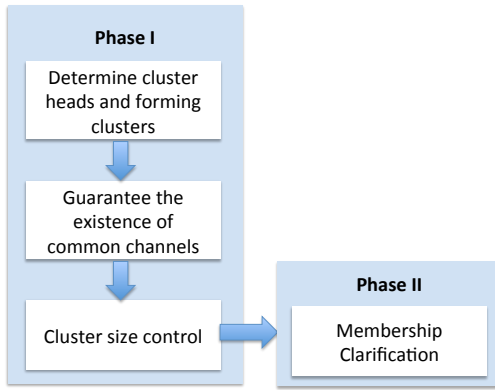 Phase I
Determine cluster
heads and forming
clusters
Guarantee the
existence of
common channels
Cluster size control
Phase II
Membership
Clarification